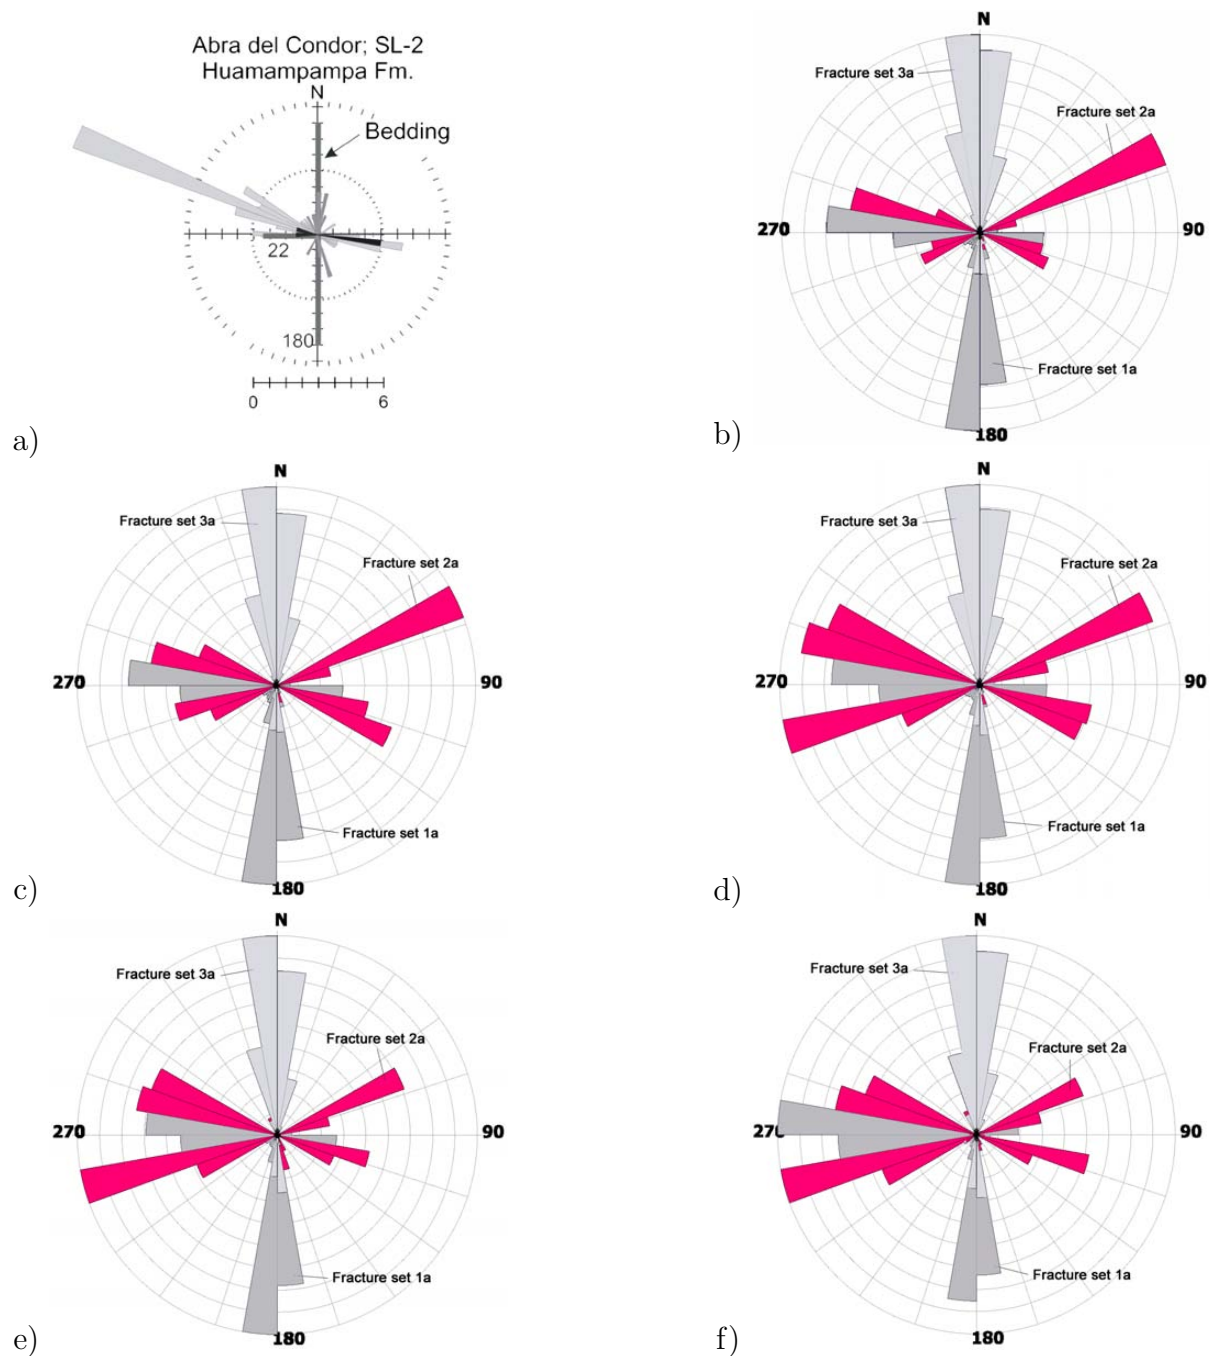 Abra del Condor; SL-2
Huamampampa Fm.
N
Bedding
22
180
0 6
a)
N
Fracture set 3a
Fracture set 2a
270 90
Fracture set 1a
180
b)
N
Fracture set 3a
Fracture set 2a
270 90
Fracture set 1a
180
c)
N
Fracture set 3a
Fracture set 2a
270 90
Fracture set 1a
180
d)
N
Fracture set 3a
Fracture set 2a
270 90
Fracture set 1a
180
e)
N
Fracture set 3a
Fracture set 2a
270 90
Fracture set 1a
180
f)